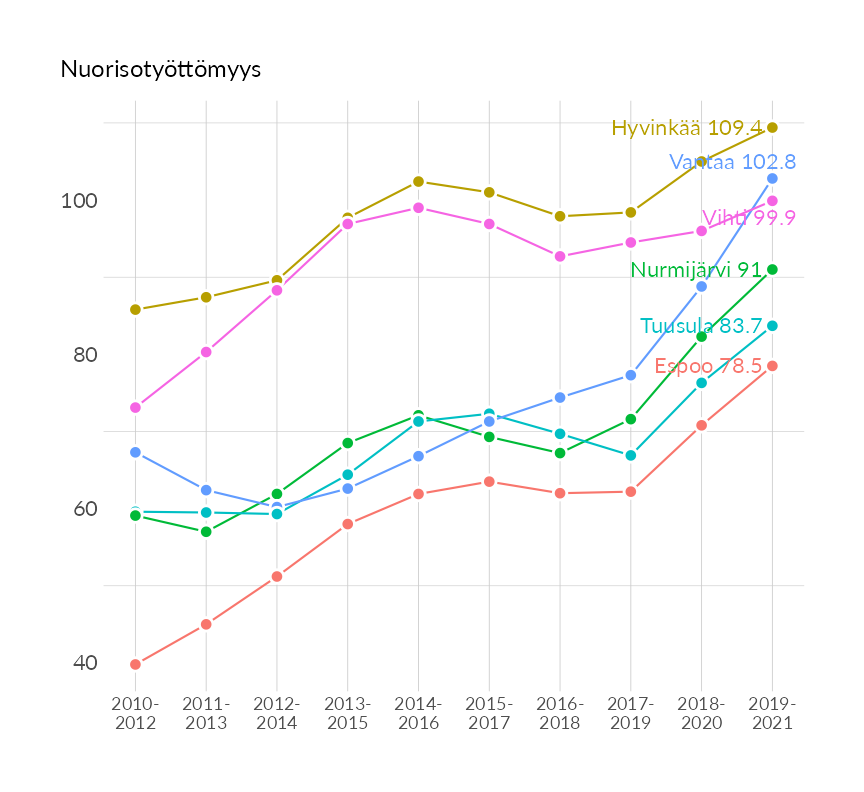 Nuorisotyöttömyys
Hyvinkää 109.4
Vantaa 102.8
100
Vihti 99.9
Nurmijärvi 91
Tuusula 83.7
80
Espoo 78.5
60
40
2010- 2011- 2012- 2013- 2014- 2015- 2016- 2017- 2018- 2019-
2012 2013 2014 2015 2016 2017 2018 2019 2020 2021